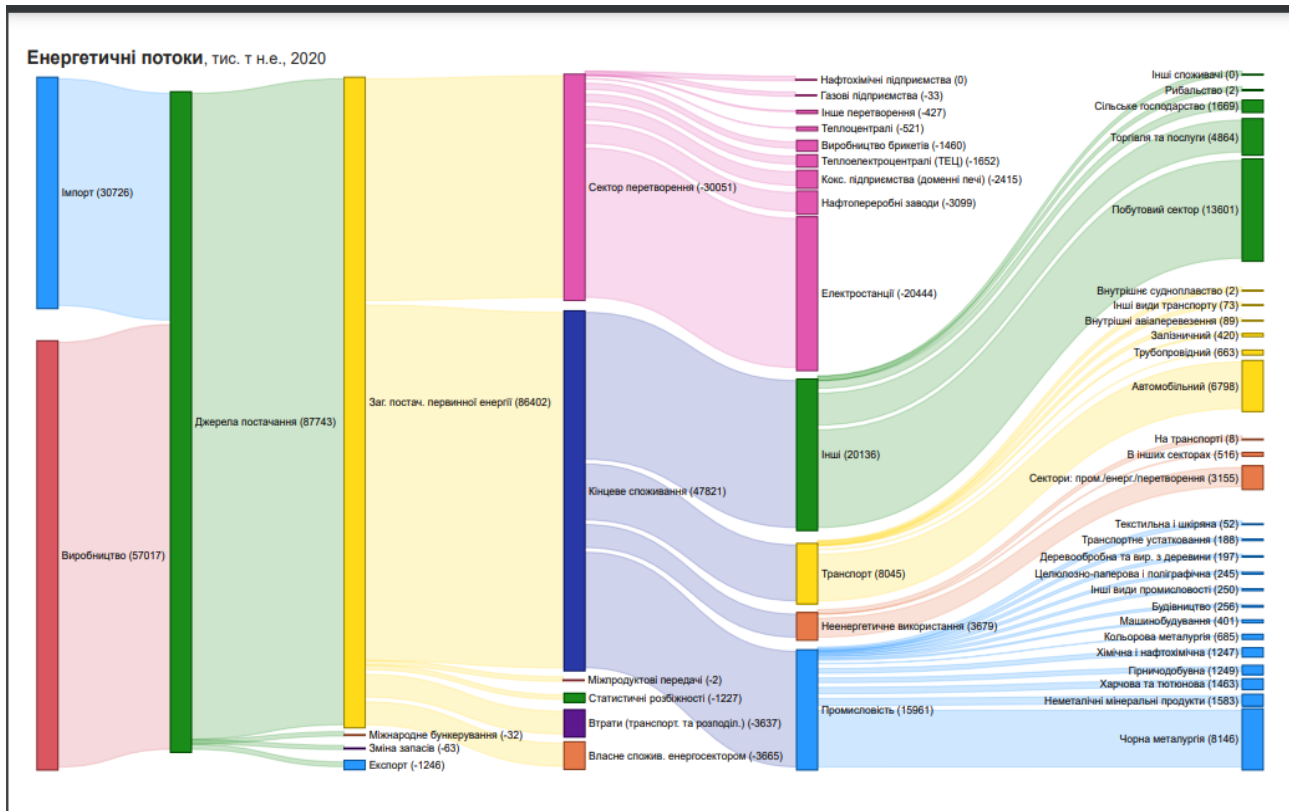 Енергетичні потоки, тис. т н.е., 2020
Імпорт (30726)
Виробництво (57017)
Джерела постачання (87743)
Заг. постач. первинної енергії (86402)
Міжнародне бункерування (-32)
Зміна запасів (-63)
Експорт (-1246)
Сектор перетворення (-30051)
Кінцеве споживання (47821)
Міжпродуктові передачі (-2)
Статистичні розбіжності (-1227)
Втрати (транспорт. та розподіл.) (-3637)
Власне спожив. енергосектором (-3665)
Нафтохімічні підприємства (0)
Газові підприємства (-33)
Інше перетворення (-427)
Теплоцентралі (-521)
Виробництво брикетів (-1460)
Теплоелектроцентралі (ТЕЦ) (-1652)
Кокс. підприємства (доменні печі) (-2415)
Нафтопереробні заводи (-3099)
Електростанції (-20444)
Інші (20136)
Транспорт (8045)
Неенергетичне використання (3679)
Промисловість (15961)
Інші споживачі (0)
Рибальство (2)
Сільське господарство (1669)
Торгівля та послуги (4864)
Побутовий сектор (13601)
Внутрішнє судноплавство (2)
Інші види транспорту (73)
Внутрішні авіаперевезення (89)
Залізничний (420)
Трубопровідний (663)
Автомобільний (6798)
На транспорті (8)
В інших секторах (516)
Сектори: пром./енерг./перетворення (3155)
Текстильна і шкіряна (52)
Транспортне устатковання (188)
Деревообробна та вир. з деревини (197)
Целюлозно-паперова і поліграфічна (245)
Інші види промисловості (250)
Будівництво (256)
Машинобудування (401)
Кольорова металургія (685)
Хімічна і нафтохімічна (1247)
Гірничодобувна (1249)
Харчова та тютюнова (1463)
Неметалічні мінеральні продукти (1583)
Чорна металургія (8146)